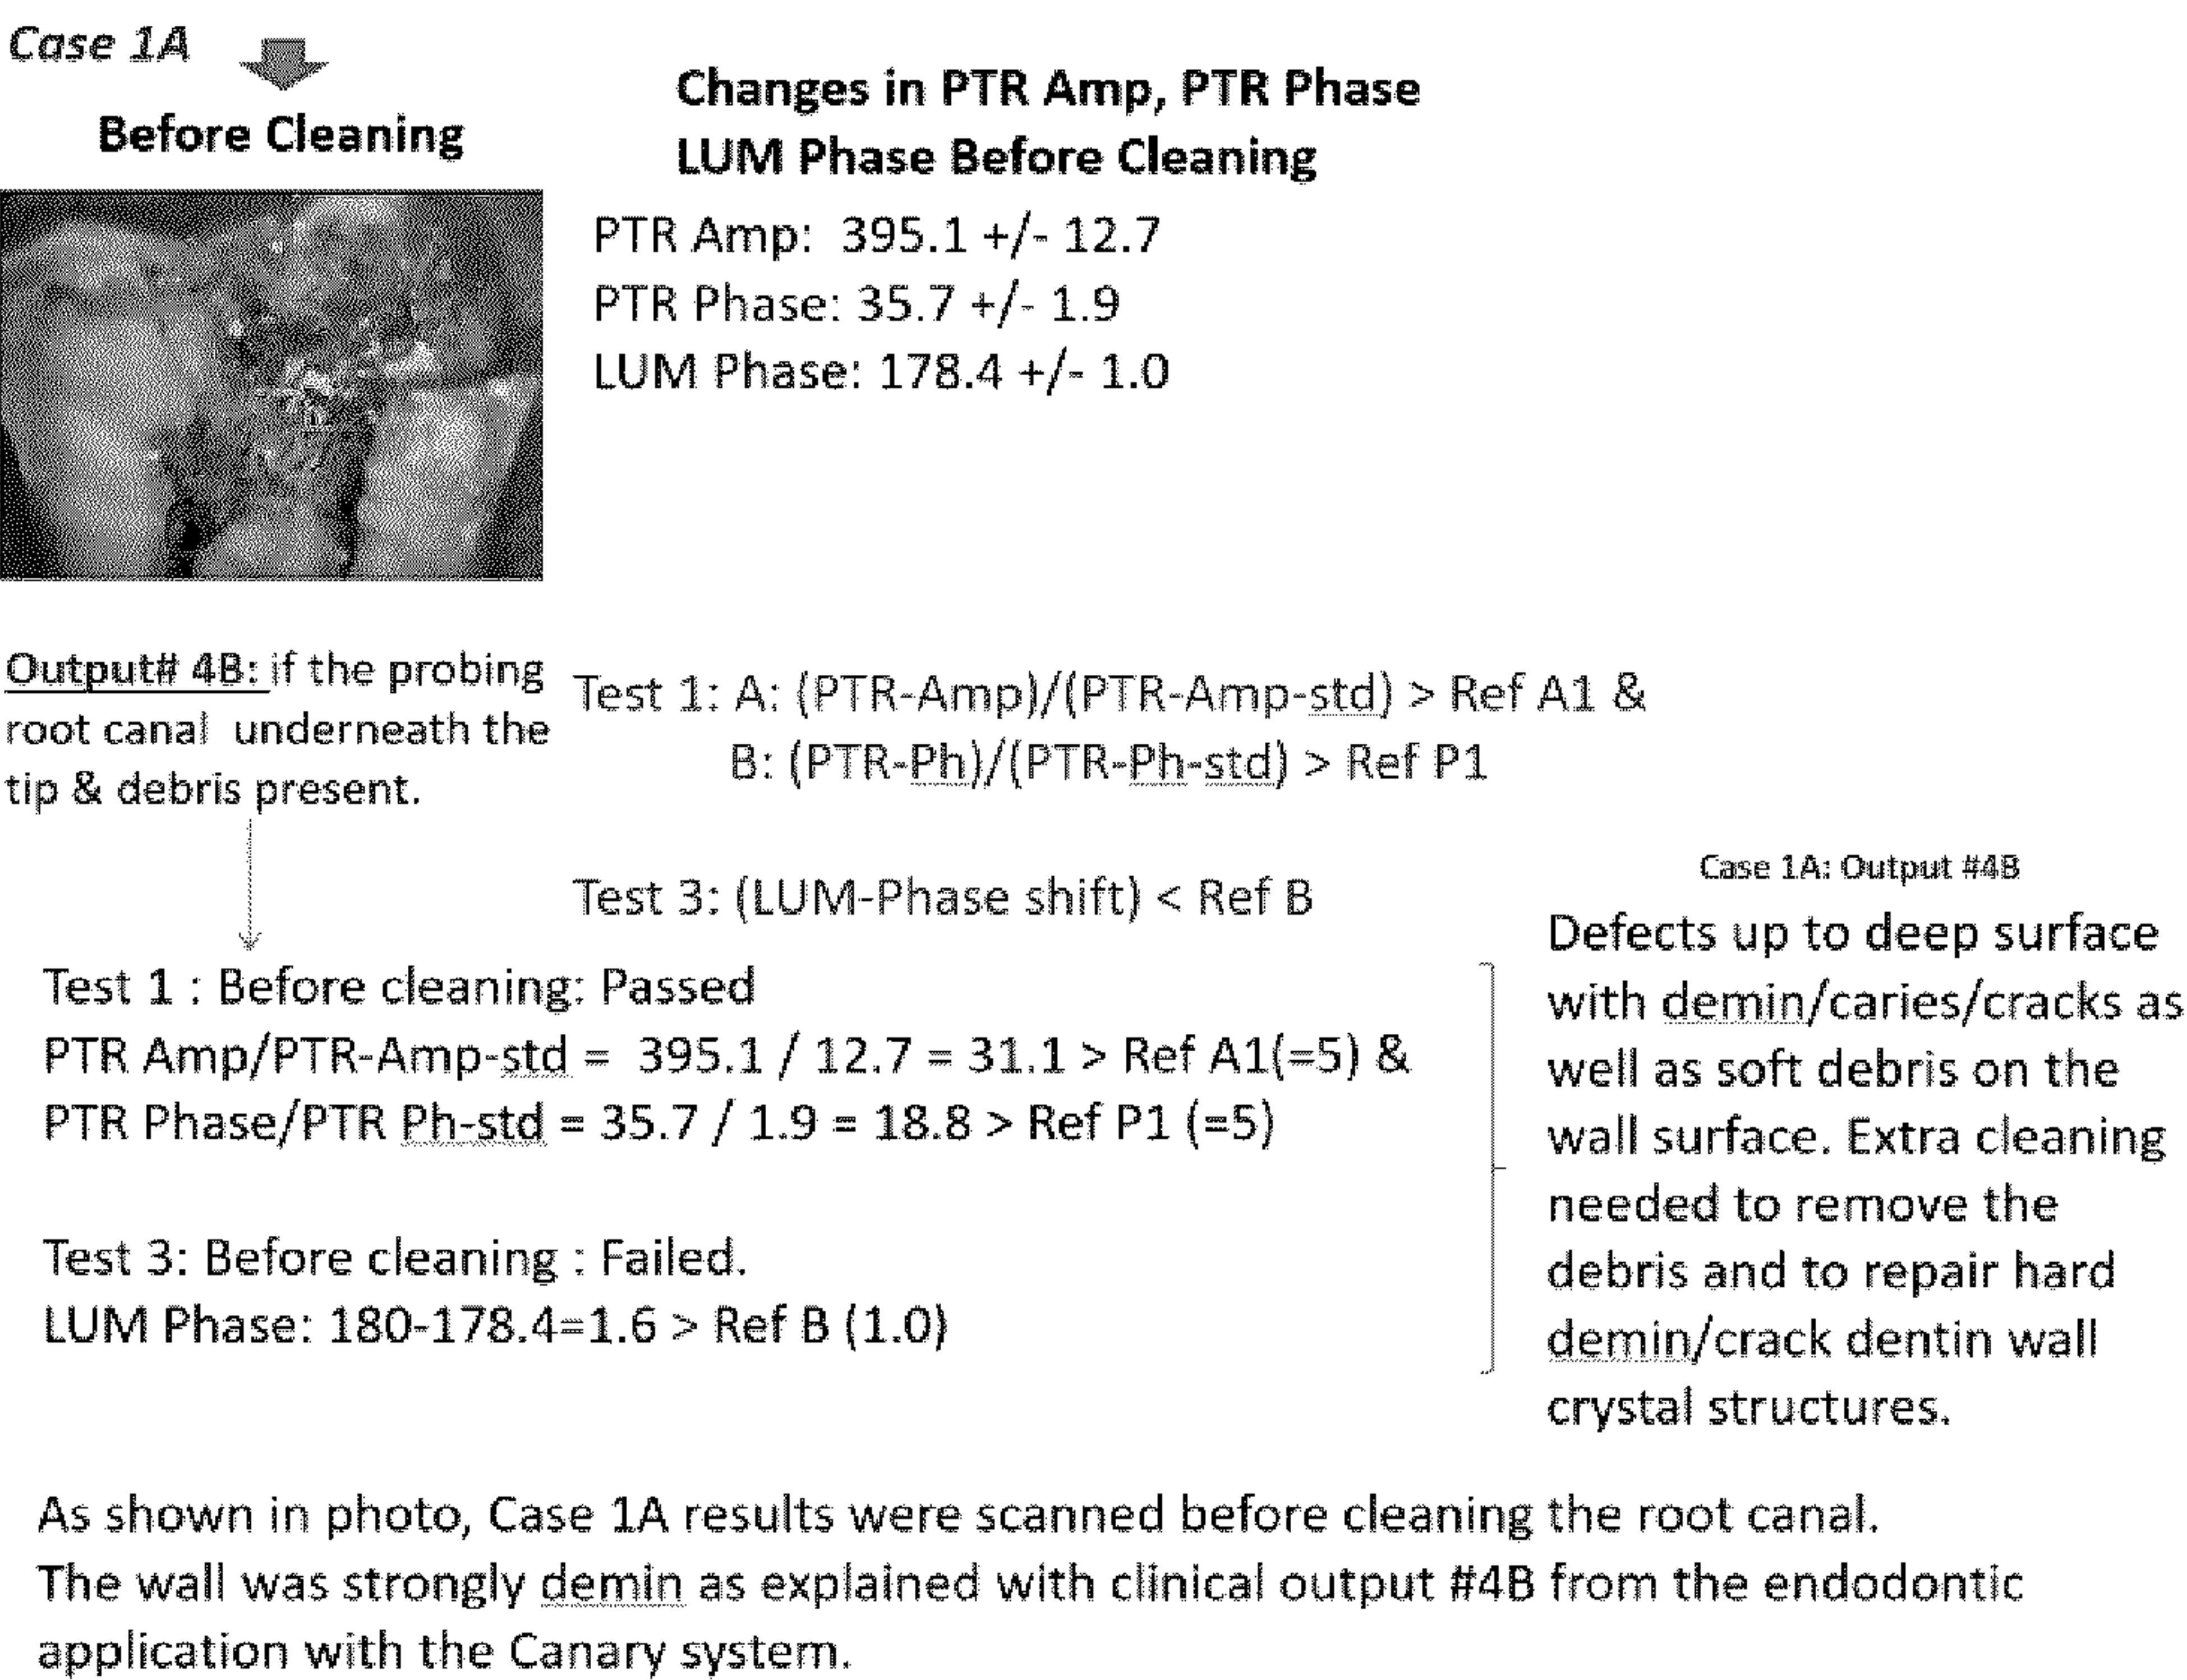 Case 1A
Before Cleaning
Changes in PTR Amp, PTR Phase
LUM Phase Before Cleaning
PTR Amp: 395.1 +/- 12.7
PTR Phase: 35.7 +/- 1.9
LUM Phase: 178.4 +/- 1.0
Output# 4B: if the probing
root canal underneath the
tip & debris present.
Test 1: A: (PTR-Amp)/(PTR-Amp-std) > Ref A1 &
B: (PTR-Ph)/(PTR-Ph-std) > Ref P1
Test 3: (LUM-Phase shift) < Ref B
Test 1 : Before cleaning: Passed
PTR Amp/PTR-Amp-std = 395.1 / 12.7 = 31.1 > Ref A1(=5) &
PTR Phase/PTR Ph-std = 35.7 / 1.9 = 18.8 > Ref P1 (=5)
Test 3: Before cleaning : Failed.
LUM Phase: 180-178.4=1.6 > Ref B (1.0)
Case 1A: Output #4B
Defects up to deep surface
with demin/caries/cracks as
well as soft debris on the
wall surface. Extra cleaning
needed to remove the
debris and to repair hard
demin/crack dentin wall
crystal structures.
As shown in photo, Case 1A results were scanned before cleaning the root canal.
The wall was strongly demin as explained with clinical output #4B from the endodontic
application with the Canary system.